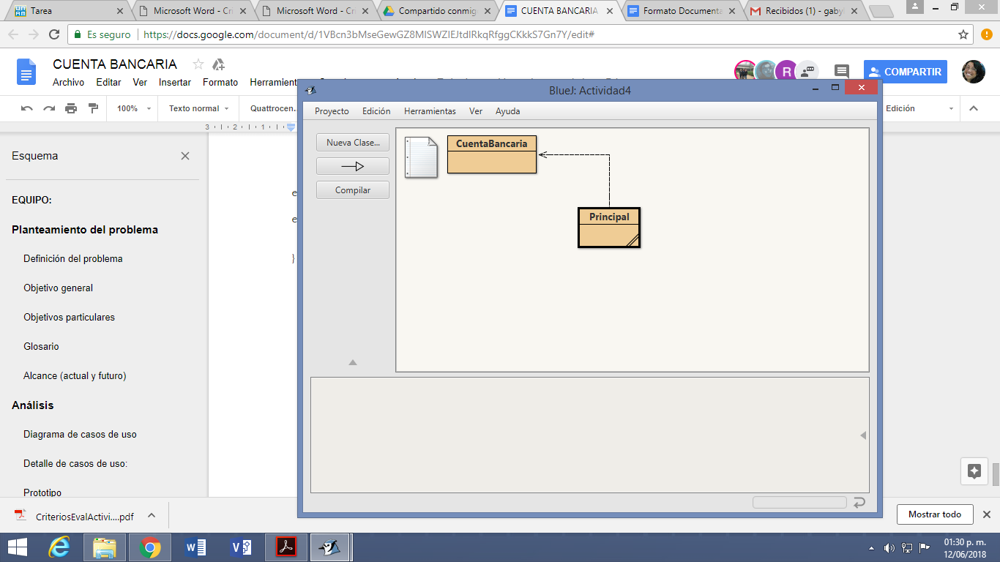 Tarea
Microsoft Word - Cri
Microsoft Word - Cri
Compartido conmig
CUENTA BANCARIA
Formato Documenta
Recibidos (1) - gaby
Es seguro
https://docs.google.com/document/d/1VBcn3bMseGewGZ8MISWZIEJtdIRkqRfggCKkkS7Gn7Y/edit#
CUENTA BANCARIA
Archivo Editar Ver Insertar Formato Herramient
R
COMPARTIR
100% Texto normal Quattrocen... Edición
3 2 1
BlueJ: Actividad4
Proyecto Edición Herramientas Ver Ayuda
Nueva Clase...
Compilar
CuentaBancaria
Principal
Esquema
EQUIPO:
Planteamiento del problema
Definición del problema
Objetivo general
Objetivos particulares
Glosario
Alcance (actual y futuro)
Análisis
Diagrama de casos de uso
Detalle de casos de uso:
Prototipo
e
e
}
CriteriosEvalActivi....pdf
Mostrar todo
01:30 p. m.
12/06/2018